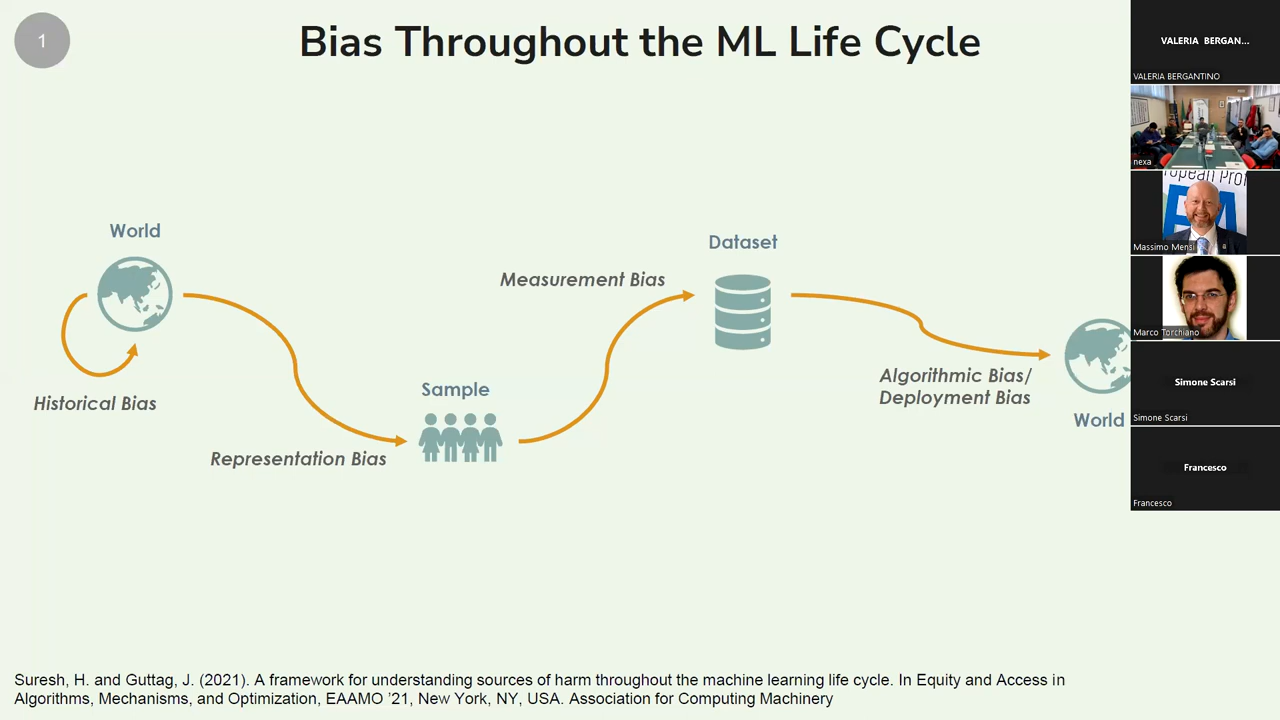 1
Bias Throughout the ML Life Cycle
World
Historical Bias
Representation Bias
Sample
Measurement Bias
Dataset
Algorithmic Bias/
Deployment Bias
World
Suresh, H. and Guttag, J. (2021). A framework for understanding sources of harm throughout the machine learning life cycle. In Equity and Access in
Algorithms, Mechanisms, and Optimization, EAAMO ’21, New York, NY, USA. Association for Computing Machinery
VALERIA BERGAN...
VALERIA BERGANTINO
nexa
ropean Pro
Massimo Mensi
Marco Torchiano
Simone Scarsi
Simone Scarsi
Francesco
Francesco